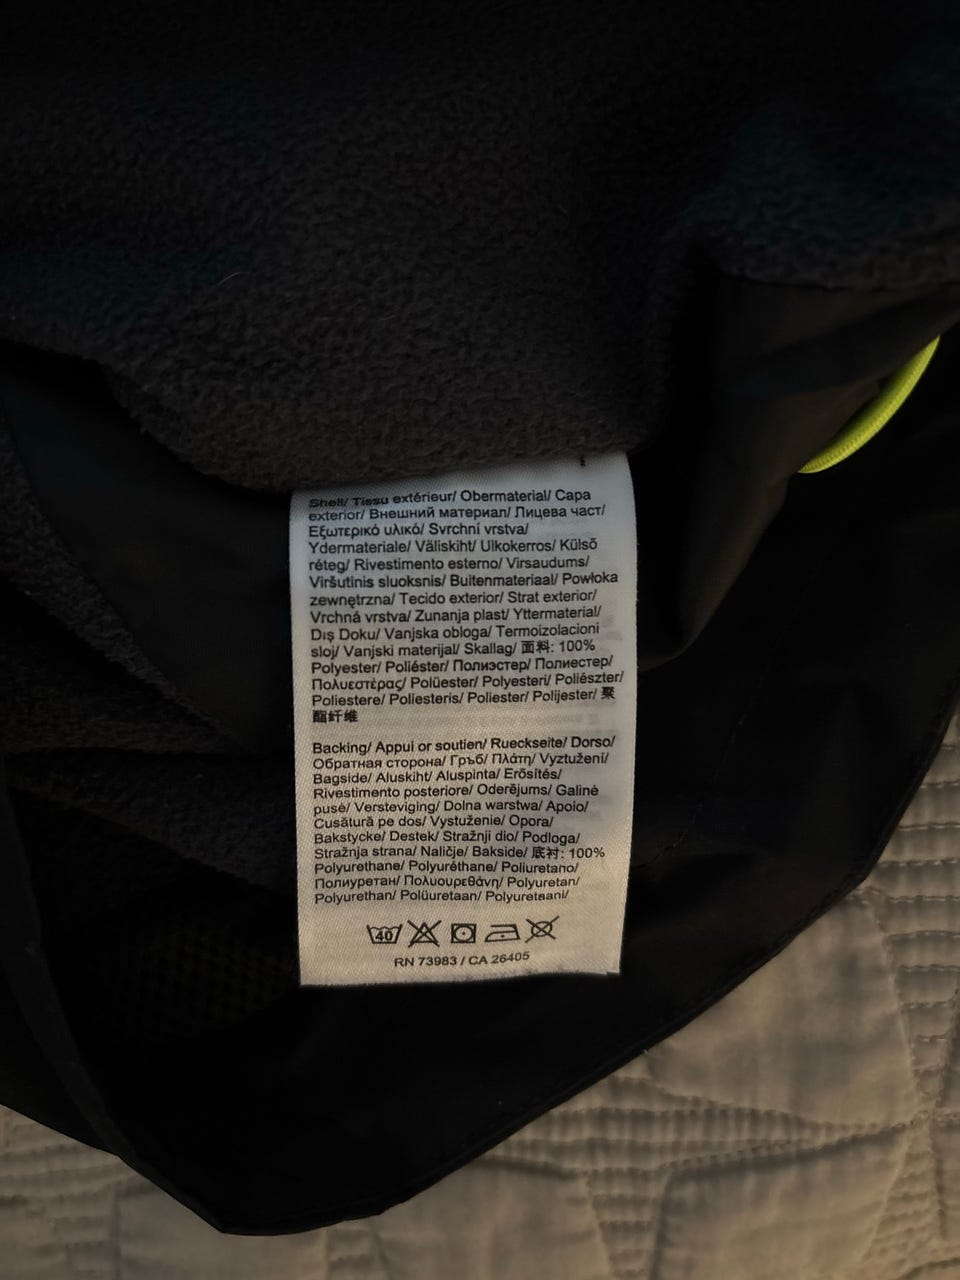 Shell/ Tissu extérieur/ Obermaterial/ Capa
exterior/ Внешний материал/ Лицева част/
Εξωτερικό υλικό/ Svrchní vrstva/
Ydermateriale/ Väliskiht/ Ulkokerros/ Külső
réteg/ Rivestimento esterno/ Virsaudums/
Viršutinis sluoksnis/ Buitenmateriaal/ Powłoka
zewnętrzna/ Tecido exterior/ Strat exterior/
Vrchná vrstva/ Zunanja plast/ Yttermaterial/
Dış Doku/ Vanjska obloga/ Termoizolacioni
sloj/ Vanjski materijal/ Skallag/ 面料: 100%
Polyester/ Poliéster/ Полиэстер/ Полиестер/
Πολυεστέρας/ Polüester/ Polyesteri/ Poliészter/
Poliestere/ Poliesteris/ Poliester/ Polijester/ 聚
酯纤维
Backing/ Appui or soutien/ Rueckseite/ Dorso/
Обратная сторона/ Гръб/ Πλάτη/ Vyztužení/
Bagside/ Aluskiht/ Aluspinta/ Erősítés/
Rivestimento posteriore/ Oderējums/ Galinė
pusė/ Versteviging/ Dolna warstwa/ Apoio/
Cusătură pe dos/ Vystuženie/ Opora/
Bakstycke/ Destek/ Stražnji dio/ Podloga/
Stražnja strana/ Naličje/ Bakside/ 底衬: 100%
Polyurethane/ Polyuréthane/ Poliuretano/
Полиуретан/ Πολυουρεθάνη/ Polyuretan/
Polyurethan/ Polüuretaan/ Polyuretaani/
40
RN 73983 / CA 26405